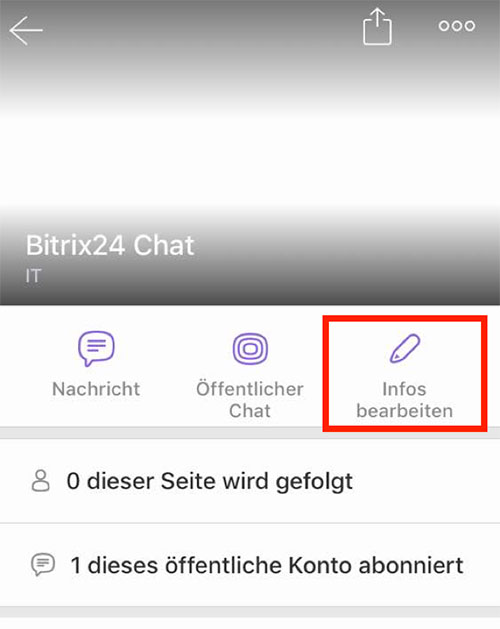 Bitrix24 Chat
IT
Nachricht
Öffentlicher
Chat
Infos
bearbeiten
0 dieser Seite wird gefolgt
1 dieses öffentliche Konto abonniert